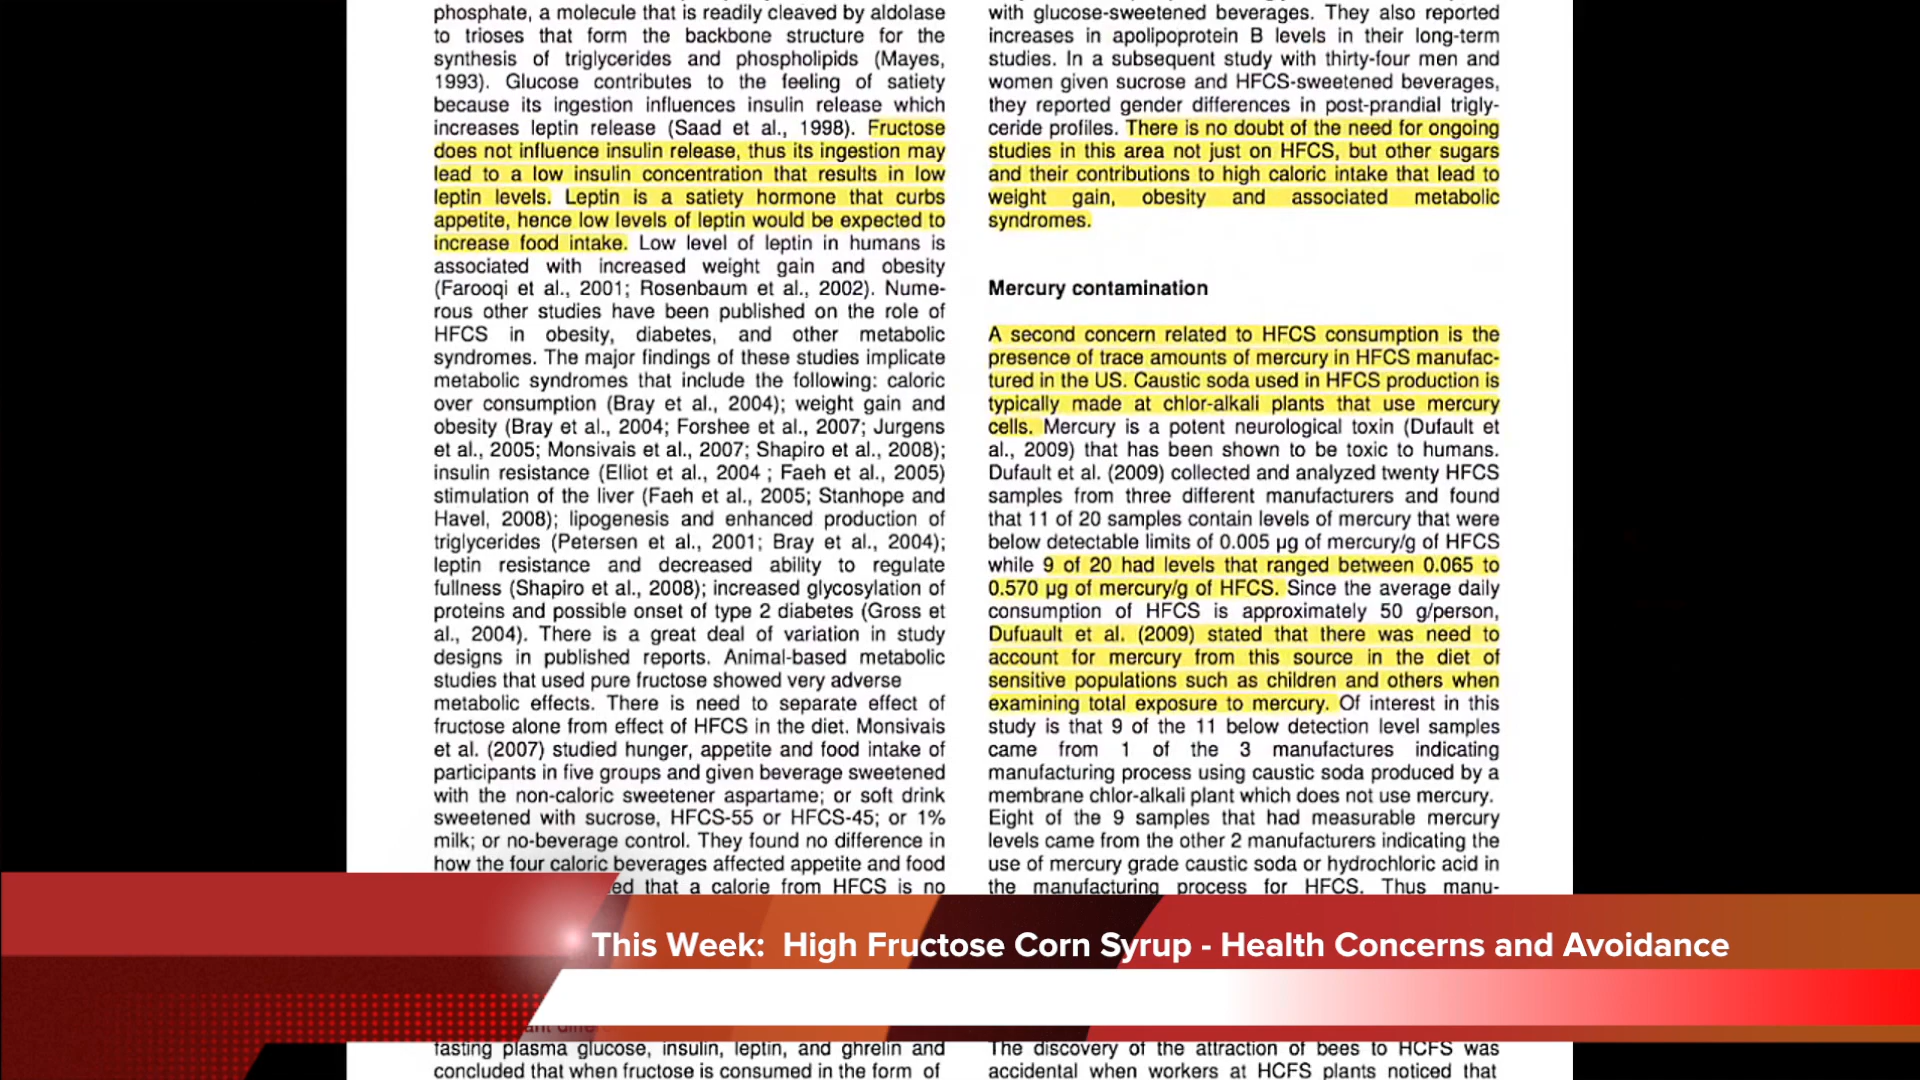 phosphate, a molecule that is readily cleaved by aldolase
to trioses that form the backbone structure for the
synthesis of triglycerides and phospholipids (Mayes,
1993). Glucose contributes to the feeling of satiety
because its ingestion influences insulin release which
increases leptin release (Saad et al., 1998). Fructose
does not influence insulin release, thus its ingestion may
lead to a low insulin concentration that results in low
leptin levels. Leptin is a satiety hormone that curbs
appetite, hence low levels of leptin would be expected to
increase food intake. Low level of leptin in humans is
associated with increased weight gain and obesity
(Farooqi et al., 2001; Rosenbaum et al., 2002). Nume-
rous other studies have been published on the role of
HFCS in obesity, diabetes, and other metabolic
syndromes. The major findings of these studies implicate
metabolic syndromes that include the following: caloric
over consumption (Bray et al., 2004); weight gain and
obesity (Bray et al., 2004; Forshee et al., 2007; Jurgens
et al., 2005; Monsivais et al., 2007; Shapiro et al., 2008);
insulin resistance (Elliot et al., 2004 ; Faeh et al., 2005)
stimulation of the liver (Faeh et al., 2005; Stanhope and
Havel, 2008); lipogenesis and enhanced production of
triglycerides (Petersen et al., 2001; Bray et al., 2004);
leptin resistance and decreased ability to regulate
fullness (Shapiro et al., 2008); increased glycosylation of
proteins and possible onset of type 2 diabetes (Gross et
al., 2004). There is a great deal of variation in study
designs in published reports. Animal-based metabolic
studies that used pure fructose showed very adverse
metabolic effects. There is need to separate effect of
fructose alone from effect of HFCS in the diet. Monsivais
et al. (2007) studied hunger, appetite and food intake of
participants in five groups and given beverage sweetened
with the non-caloric sweetener aspartame; or soft drink
sweetened with sucrose, HFCS-55 or HFCS-45; or 1%
milk; or no-beverage control. They found no difference in
how the four caloric beverages affected appetite and food
that a calorie from HFCS is no
fasting plasma glucose, insulin, leptin, and ghrelin and
concluded that when fructose is consumed in the form of
with glucose-sweetened beverages. They also reported
increases in apolipoprotein B levels in their long-term
studies. In a subsequent study with thirty-four men and
women given sucrose and HFCS-sweetened beverages,
they reported gender differences in post-prandial trigly-
ceride profiles. There is no doubt of the need for ongoing
studies in this area not just on HFCS, but other sugars
and their contributions to high caloric intake that lead to
weight gain, obesity and associated metabolic
syndromes.
Mercury contamination
A second concern related to HFCS consumption is the
presence of trace amounts of mercury in HFCS manufac-
tured in the US. Caustic soda used in HFCS production is
typically made at chlor-alkali plants that use mercury
cells. Mercury is a potent neurological toxin (Dufault et
al., 2009) that has been shown to be toxic to humans.
Dufault et al. (2009) collected and analyzed twenty HFCS
samples from three different manufacturers and found
that 11 of 20 samples contain levels of mercury that were
below detectable limits of 0.005 µg of mercury/g of HFCS
while 9 of 20 had levels that ranged between 0.065 to
0.570 µg of mercury/g of HFCS. Since the average daily
consumption of HFCS is approximately 50 g/person,
Dufuault et al. (2009) stated that there was need to
account for mercury from this source in the diet of
sensitive populations such as children and others when
examining total exposure to mercury. Of interest in this
study is that 9 of the 11 below detection level samples
came from 1 of the 3 manufactures indicating
manufacturing process using caustic soda produced by a
membrane chlor-alkali plant which does not use mercury.
Eight of the 9 samples that had measurable mercury
levels came from the other 2 manufacturers indicating the
use of mercury grade caustic soda or hydrochloric acid in
the manufacturing process for HFCS. Thus manu-
The discovery of the attraction of bees to HCFS was
accidental when workers at HCFS plants noticed that
This Week: High Fructose Corn Syrup - Health Concerns and Avoidance